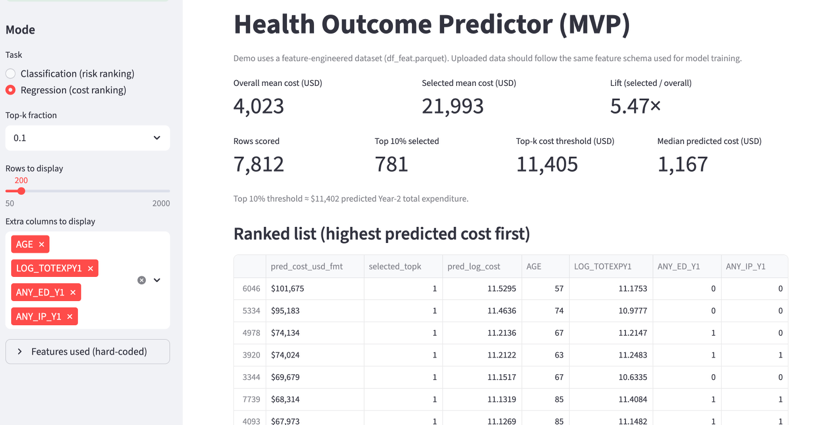 Mode
Task
Classification (risk ranking)
Regression (cost ranking)
Top-k fraction
0.1
Rows to display
200
50 2000
Extra columns to display
AGE ×
LOG_TOTEXPY1 ×
ANY_ED_Y1 ×
ANY_IP_Y1 ×
Features used (hard-coded)
Health Outcome Predictor (MVP)
Demo uses a feature-engineered dataset (df_feat.parquet). Uploaded data should follow the same feature schema used for model training.
Overall mean cost (USD) Selected mean cost (USD) Lift (selected / overall)
4,023 21,993 5.47×
Rows scored Top 10% selected Top-k cost threshold (USD) Median predicted cost (USD)
7,812 781 11,405 1,167
Top 10% threshold = $11,402 predicted Year-2 total expenditure.
Ranked list (highest predicted cost first)
pred_cost_usd_fmt selected_topk pred_log_cost AGE LOG_TOTEXPY1 ANY_ED_Y1 ANY_IP_Y1
6046 $101,675 1 11.5295 57 11.1753 0 0
5334 $95,183 1 11.4636 74 10.9777 0 0
4978 $74,134 1 11.2136 67 11.2147 1 0
3920 $74,024 1 11.2122 63 11.2483 1 1
3344 $69,679 1 11.1517 67 10.6335 0 0
7739 $68,314 1 11.1319 85 11.4084 1 1
4093 $67,973 1 11.1269 85 11.1482 1 1